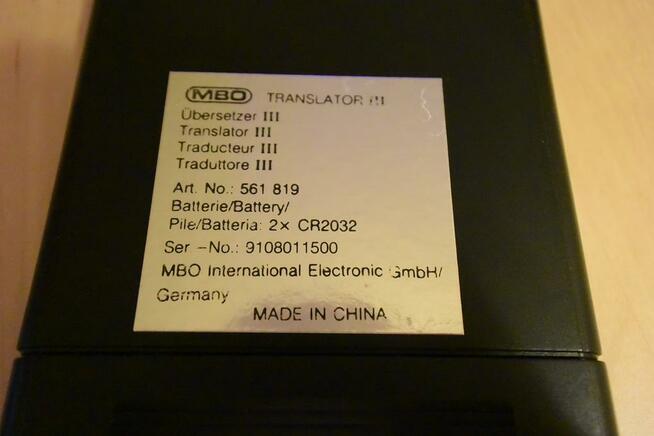 MBO TRANSLATOR III
Übersetzer III
Translator III
Traducteur III
Traduttore III
Art. No.: 561 819
Batterie/Battery/
Pile/Batteria: 2x CR2032
Ser.-No.: 9108011500
MBO International Electronic GmbH/
Germany
MADE IN CHINA